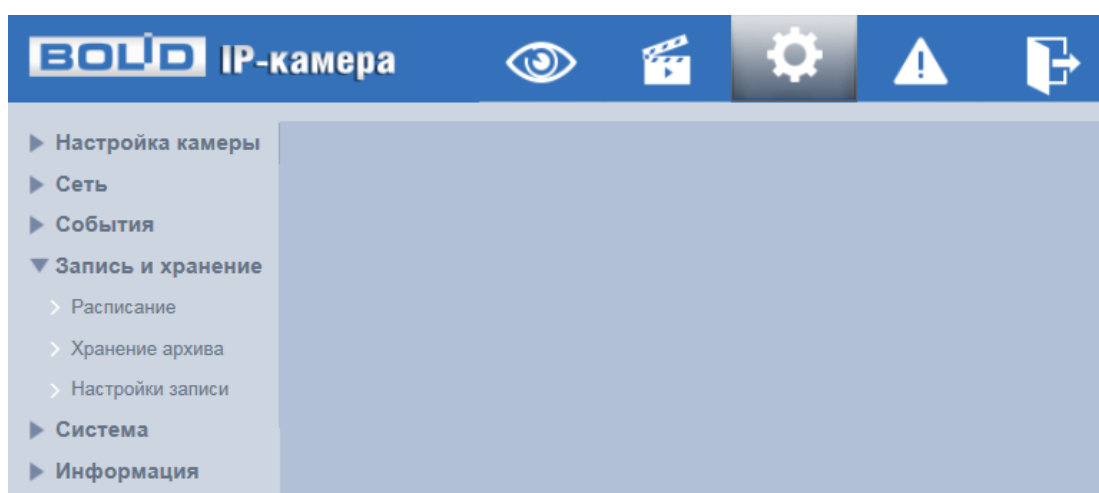 BOLID IP-камера
Настройка камеры
Сеть
События
Запись и хранение
Расписание
Хранение архива
Настройки записи
Система
Информация